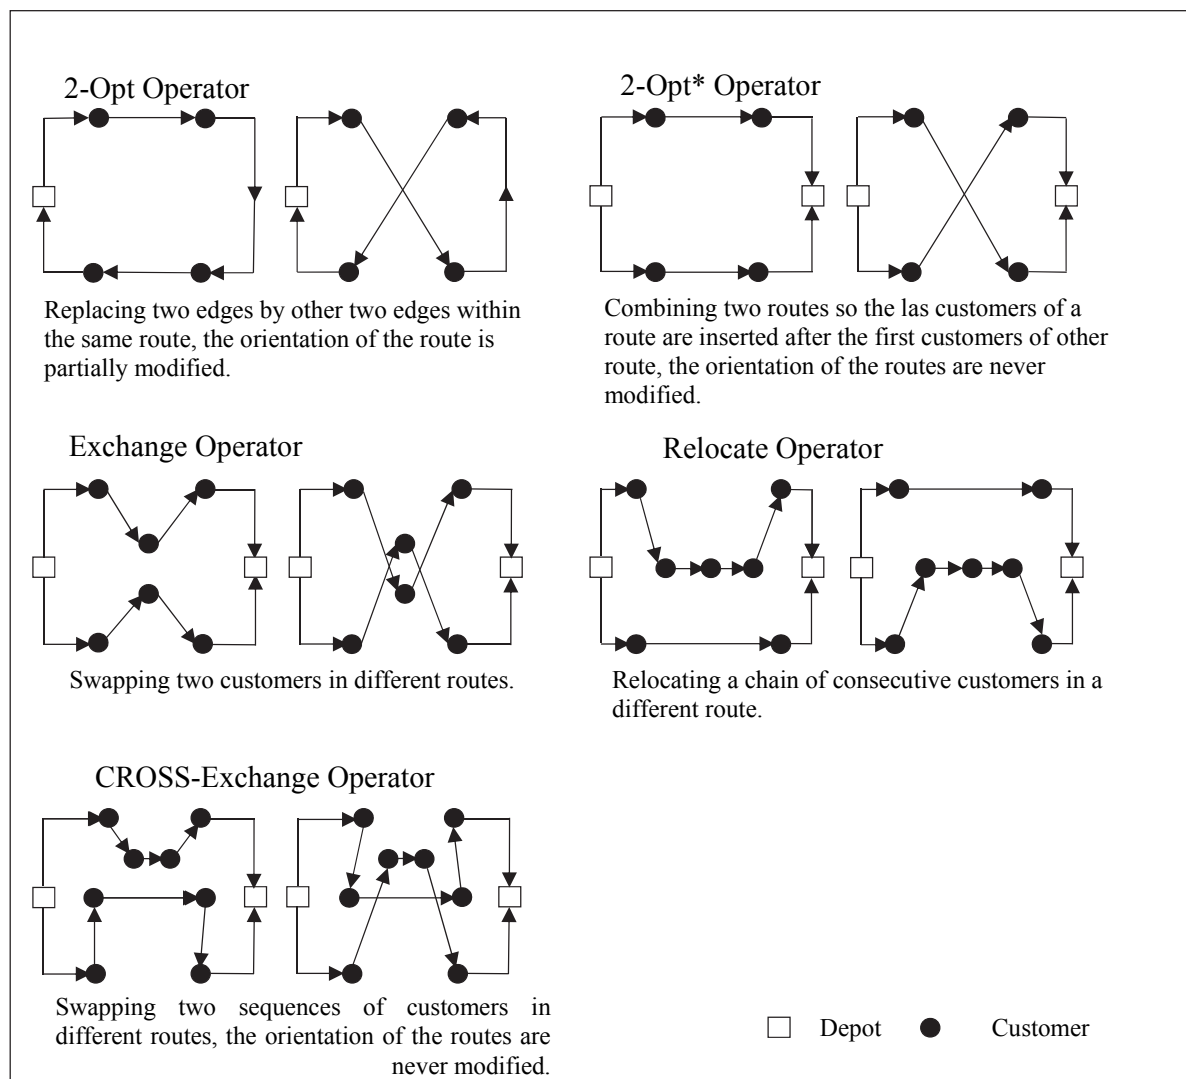 2-Opt Operator
Replacing two edges by other two edges within
the same route, the orientation of the route is
partially modified.
2-Opt* Operator
Combining two routes so the las customers of a
route are inserted after the first customers of other
route, the orientation of the routes are never
modified.
Exchange Operator
Swapping two customers in different routes.
Relocate Operator
Relocating a chain of consecutive customers in a
different route.
CROSS-Exchange Operator
Swapping two sequences of customers in
different routes, the orientation of the routes are
never modified.
Depot
Customer